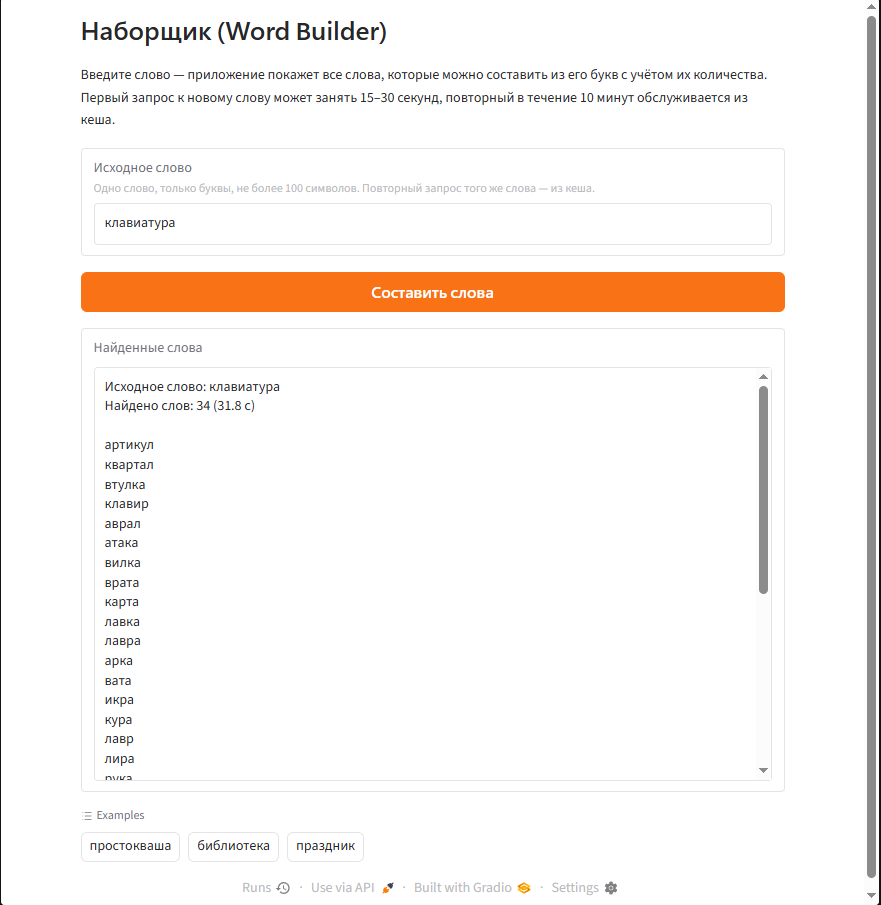 Наборщик (Word Builder)
Введите слово — приложение покажет все слова, которые можно составить из его букв с учётом их количества.
Первый запрос к новому слову может занять 15–30 секунд, повторный в течение 10 минут обслуживается из
кеша.
Исходное слово
Одно слово, только буквы, не более 100 символов. Повторный запрос того же слова — из кеша.
клавиатура
Составить слова
Найденные слова
Исходное слово: клавиатура
Найдено слов: 34 (31.8 с)
артикул
квартал
втулка
клавир
аврал
атака
вилка
врата
карта
лавка
лавра
арка
вата
икра
кура
лавр
лира
рука
Examples
простокваша библиотека праздник
Runs · Use via API · Built with Gradio · Settings